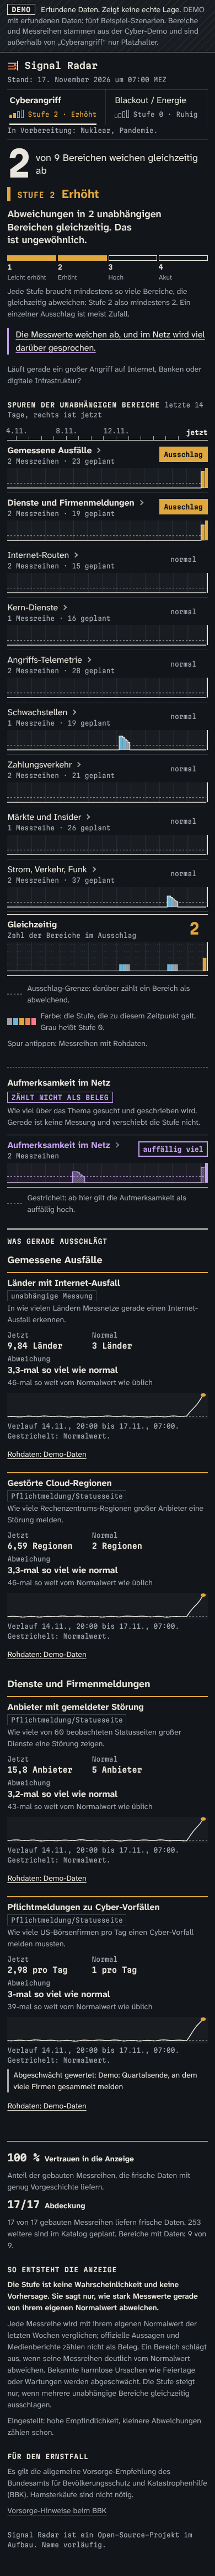 DEMO Erfundene Daten. Zeigt keine echte Lage. DEMO
mit erfundenen Daten: fünf Beispiel-Szenarien. Bereiche
und Messreihen stammen aus der Cyber-Demo und sind
außerhalb von „Cyberangriff“ nur Platzhalter.
Signal Radar
Stand: 17. November 2026 um 07:00 MEZ
Cyberangriff
Stufe 2 · Erhöht
Blackout / Energie
Stufe 0 · Ruhig
In Vorbereitung: Nuklear, Pandemie.
2 von 9 Bereichen weichen gleichzeitig
ab
STUFE 2 Erhöht
Abweichungen in 2 unabhängigen
Bereichen gleichzeitig. Das
ist ungewöhnlich.
1
Leicht erhöht
2
Erhöht
3
Hoch
4
Akut
Jede Stufe braucht mindestens so viele Bereiche, die
gleichzeitig abweichen: Stufe 2 also mindestens 2. Ein
einzelner Ausschlag ist meist Zufall.
Die Messwerte weichen ab, und im Netz wird viel
darüber gesprochen.
Läuft gerade ein großer Angriff auf Internet, Banken oder
digitale Infrastruktur?
SPUREN DER UNABHÄNGIGEN BEREICHE letzte 14
Tage, rechts ist jetzt
4.11. 8.11. 12.11. jetzt
Gemessene Ausfälle >
2 Messreihen · 23 geplant
Ausschlag
Dienste und Firmenmeldungen >
2 Messreihen · 19 geplant
Ausschlag
Internet-Routen >
2 Messreihen · 15 geplant
normal
Kern-Dienste >
1 Messreihe · 16 geplant
normal
Angriffs-Telemetrie >
2 Messreihen · 28 geplant
normal
Schwachstellen >
1 Messreihe · 19 geplant
normal
Zahlungsverkehr >
2 Messreihen · 21 geplant
normal
Märkte und Insider >
1 Messreihe · 26 geplant
normal
Strom, Verkehr, Funk >
2 Messreihen · 37 geplant
normal
Gleichzeitig
Zahl der Bereiche im Ausschlag
2
Ausschlag-Grenze: darüber zählt ein Bereich als
abweichend.
Farbe: die Stufe, die zu diesem Zeitpunkt galt.
Grau heißt Stufe 0.
Spur antippen: Messreihen mit Rohdaten.
Aufmerksamkeit im Netz
ZÄHLT NICHT ALS BELEG
Wie viel über das Thema gesucht und geschrieben wird.
Gerede ist keine Messung und verschiebt die Stufe nicht.
Aufmerksamkeit im Netz >
2 Messreihen
auffällig viel
Gestrichelt: ab hier gilt die Aufmerksamkeit als
auffällig hoch.
WAS GERADE AUSSCHLÄGT
Gemessene Ausfälle
Länder mit Internet-Ausfall
unabhängige Messung
In wie vielen Ländern Messnetze gerade einen Internet-
Ausfall erkennen.
Jetzt
9,84 Länder
Normal
3 Länder
Abweichung
3,3-mal so viel wie normal
46-mal so weit vom Normalwert wie üblich
Verlauf 14.11., 20:00 bis 17.11., 07:00.
Gestrichelt: Normalwert.
Rohdaten: Demo-Daten
Gestörte Cloud-Regionen
Pflichtmeldung/Statusseite
Wie viele Rechenzentrums-Regionen großer Anbieter eine
Störung melden.
Jetzt
6,59 Regionen
Normal
2 Regionen
Abweichung
3,3-mal so viel wie normal
46-mal so weit vom Normalwert wie üblich
Verlauf 14.11., 20:00 bis 17.11., 07:00.
Gestrichelt: Normalwert.
Rohdaten: Demo-Daten
Dienste und Firmenmeldungen
Anbieter mit gemeldeter Störung
Pflichtmeldung/Statusseite
Wie viele von 60 beobachteten Statusseiten großer
Dienste eine Störung zeigen.
Jetzt
15,8 Anbieter
Normal
5 Anbieter
Abweichung
3,2-mal so viel wie normal
43-mal so weit vom Normalwert wie üblich
Verlauf 14.11., 20:00 bis 17.11., 07:00.
Gestrichelt: Normalwert.
Rohdaten: Demo-Daten
Pflichtmeldungen zu Cyber-Vorfällen
Pflichtmeldung/Statusseite
Wie viele US-Börsenfirmen pro Tag einen Cyber-Vorfall
melden mussten.
Jetzt
2,98 pro Tag
Normal
1 pro Tag
Abweichung
3-mal so viel wie normal
39-mal so weit vom Normalwert wie üblich
Verlauf 14.11., 20:00 bis 17.11., 07:00.
Gestrichelt: Normalwert.
Abgeschwächt gewertet: Demo: Quartalsende, an dem
viele Firmen gesammelt melden
Rohdaten: Demo-Daten
100 % Vertrauen in die Anzeige
Anteil der gebauten Messreihen, die frische Daten mit
genug Vorgeschichte liefern.
17/17 Abdeckung
17 von 17 gebauten Messreihen liefern frische Daten. 253
weitere sind im Katalog geplant. Bereiche mit Daten: 9 von
9.
SO ENTSTEHT DIE ANZEIGE
Die Stufe ist keine Wahrscheinlichkeit und keine
Vorhersage. Sie sagt nur, wie stark Messwerte gerade
von ihrem eigenen Normalwert abweichen.
Jede Messreihe wird mit ihrem eigenen Normalwert der
letzten Wochen verglichen; offizielle Aussagen und
Medienberichte zählen nicht als Beleg. Ein Bereich schlägt
aus, wenn seine Messreihen deutlich vom Normalwert
abweichen. Bekannte harmlose Ursachen wie Feiertage
oder Wartungen werden abgeschwächt. Die Stufe steigt
nur, wenn mehrere unabhängige Bereiche gleichzeitig
ausschlagen.
Eingestellt: hohe Empfindlichkeit, kleinere Abweichungen
zählen schon.
FÜR DEN ERNSTFALL
Es gilt die allgemeine Vorsorge-Empfehlung des
Bundesamts für Bevölkerungsschutz und Katastrophenhilfe
(BBK). Hamsterkäufe sind nicht nötig.
Vorsorge-Hinweise beim BBK
Signal Radar ist ein Open-Source-Projekt im
Aufbau. Name vorläufig.